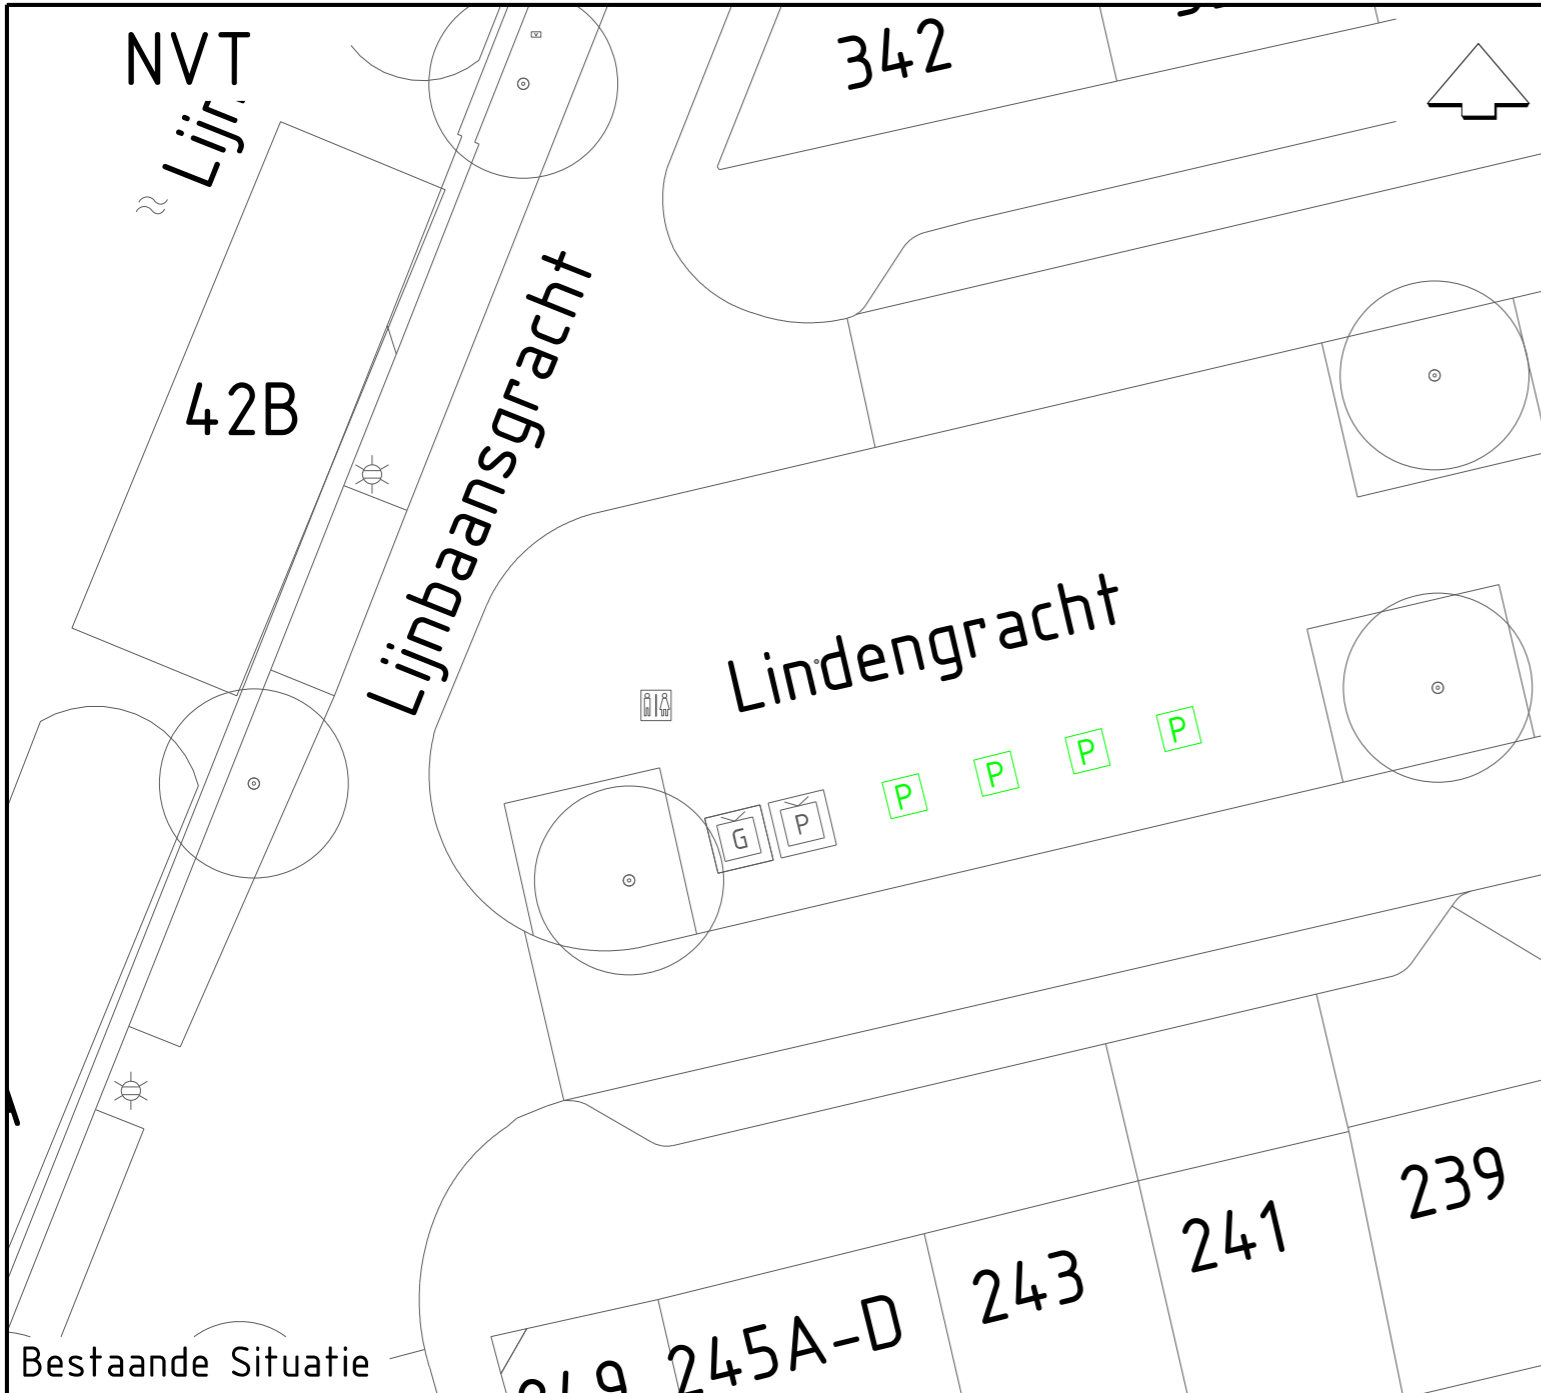 NVT
342
42B
Lijnbaansgracht
Lindengracht
P
P
P
P
G
P
239
241
243
245A-D
Bestaande Situatie